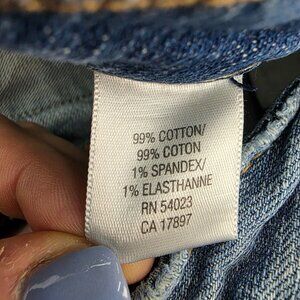 99% COTTON/
99% COTON
1% SPANDEX/
1% ELASTHANNE
RN 54023
CA 17897